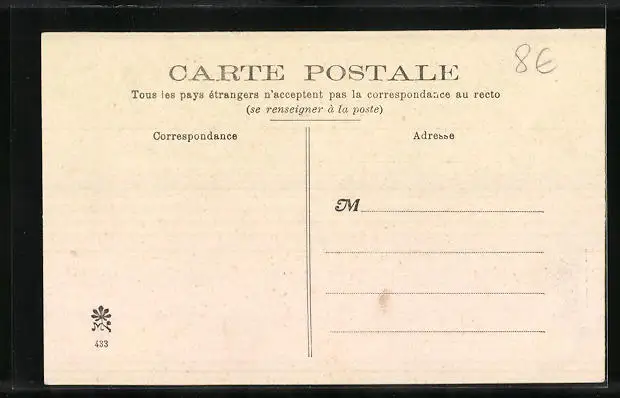 8€
CARTE POSTALE
Tous les pays étrangers n'acceptent pas la correspondance au recto
(se renseigner à la poste)
Correspondance
Adresse
M
433